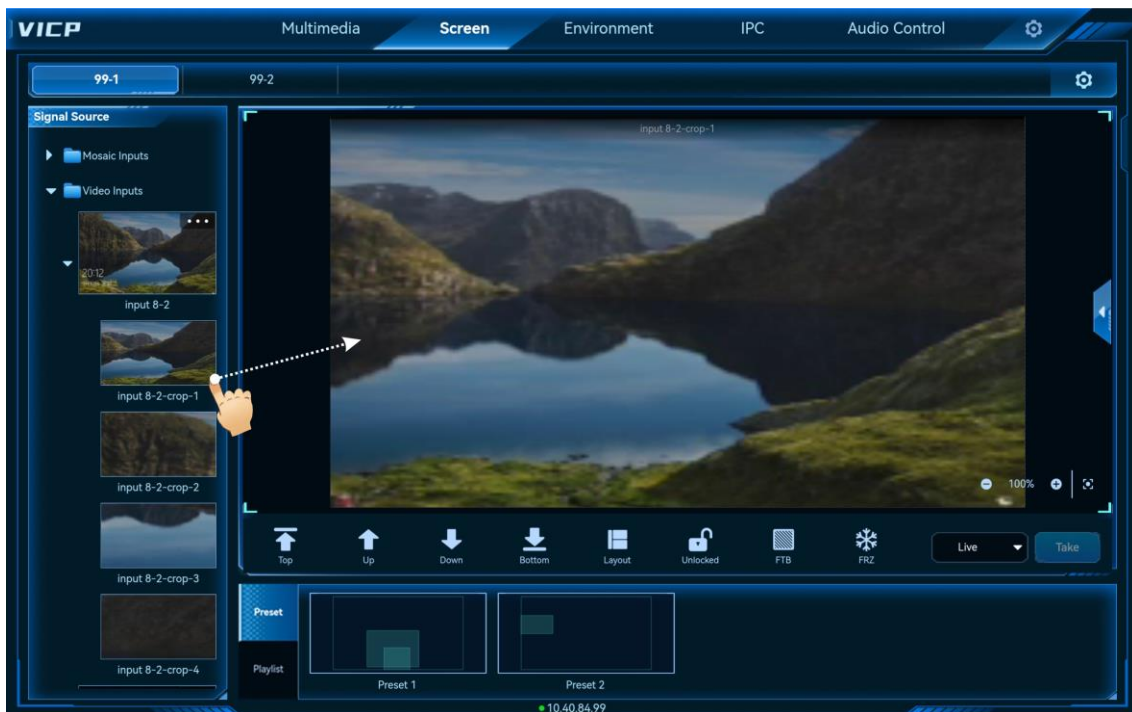 VICP
Multimedia
Screen
Environment
IPC
Audio Control
99-1
99-2
Signal Source
Mosaic Inputs
Video Inputs
20:12
input 8-2
input 8-2-crop-1
input 8-2-crop-2
input 8-2-crop-3
input 8-2-crop-4
input 8-2-crop-1
100%
Top
Up
Down
Bottom
Layout
Unlocked
FTB
FRZ
Live
Take
Preset
Playlist
Preset 1
Preset 2
10.40.84.99